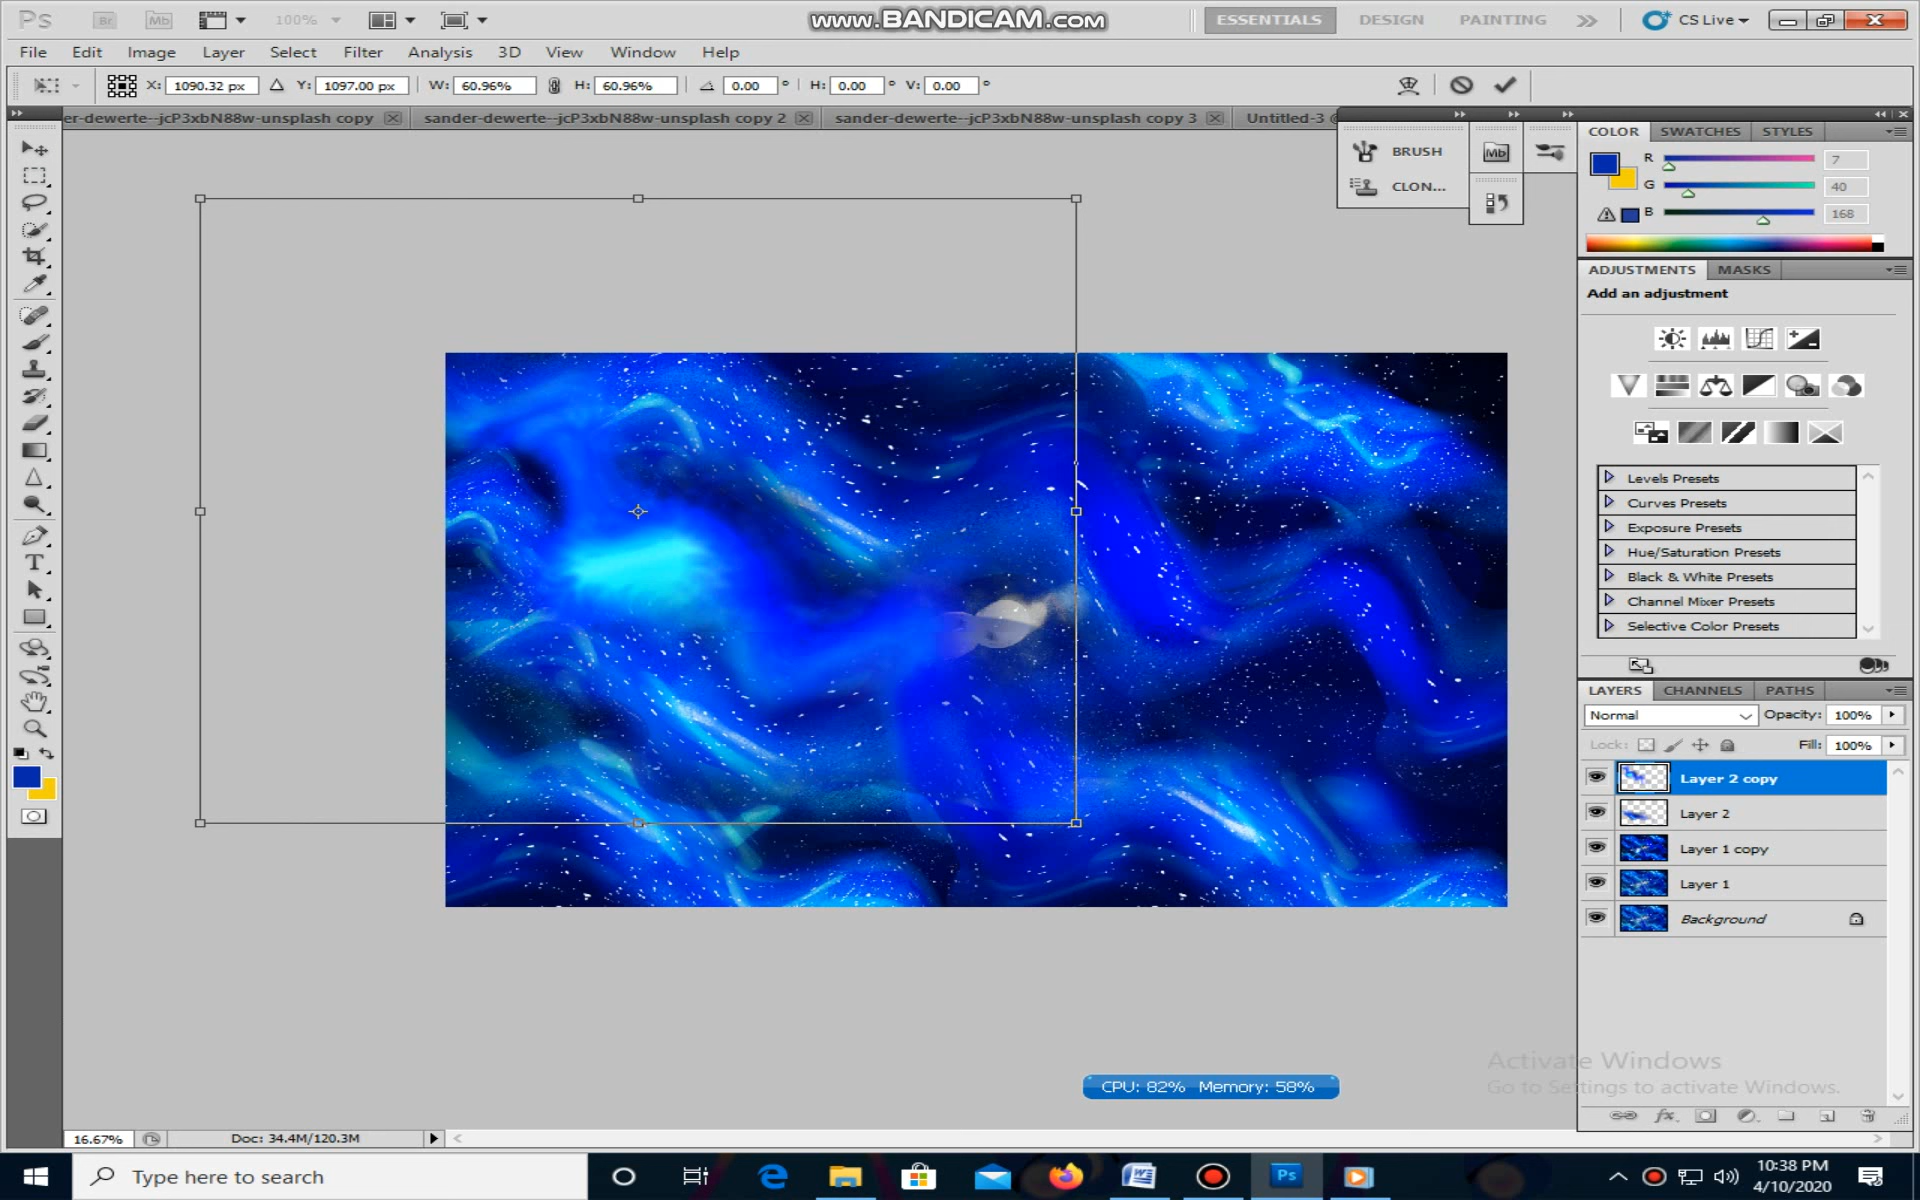 Ps Br Mb 100% www.BANDICAM.com ESSENTIALS DESIGN PAINTING CS Live
File Edit Image Layer Select Filter Analysis 3D View Window Help
X: 1090.32 px Y: 1097.00 px W: 60.96% H: 60.96% 0.00 ° H: 0.00 ° V: 0.00 °
er-dewerte--jcP3xbN88w-unsplash copy sander-dewerte--jcP3xbN88w-unsplash copy 2 sander-dewerte--jcP3xbN88w-unsplash copy 3 Untitled-3
BRUSH Mb
CLON...
COLOR SWATCHES STYLES
R 7
G 40
B 168
ADJUSTMENTS MASKS
Add an adjustment
Levels Presets
Curves Presets
Exposure Presets
Hue/Saturation Presets
Black & White Presets
Channel Mixer Presets
Selective Color Presets
LAYERS CHANNELS PATHS
Normal Opacity: 100%
Lock: Fill: 100%
Layer 2 copy
Layer 2
Layer 1 copy
Layer 1
Background
Activate Windows
Go to Settings to activate Windows.
CPU: 82% Memory: 58%
16.67% Doc: 34.4M/120.3M
Type here to search
10:38 PM
4/10/2020